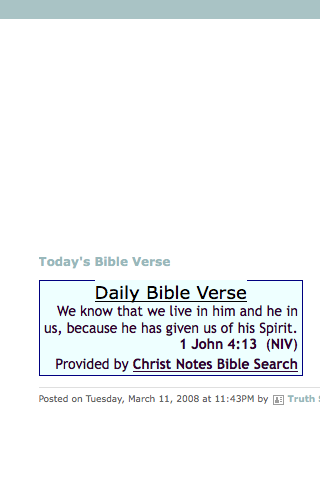 Today's Bible Verse
Daily Bible Verse
We know that we live in him and he in
us, because he has given us of his Spirit.
1 John 4:13 (NIV)
Provided by Christ Notes Bible Search
Posted on Tuesday, March 11, 2008 at 11:43PM by Truth